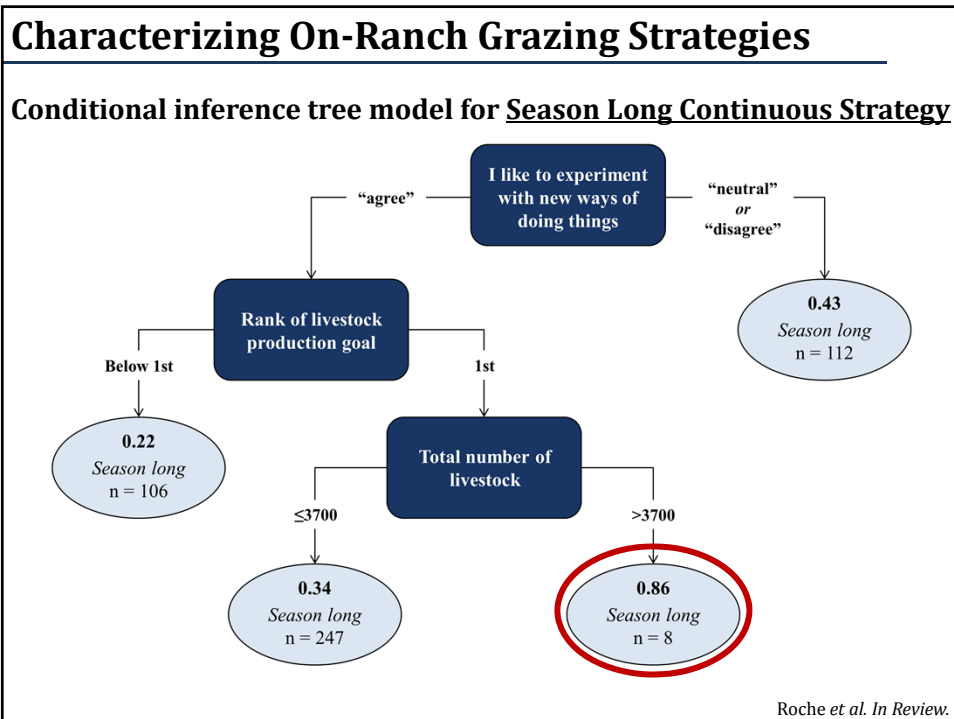 Characterizing On-Ranch Grazing Strategies
Conditional inference tree model for Season Long Continuous Strategy
I like to experiment
with new ways of
doing things
“agree”
“neutral”
or
“disagree”
Rank of livestock
production goal
0.43
Season long
n = 112
Below 1st
1st
0.22
Season long
n = 106
Total number of
livestock
≤3700
>3700
0.34
Season long
n = 247
0.86
Season long
n = 8
Roche et al. In Review.